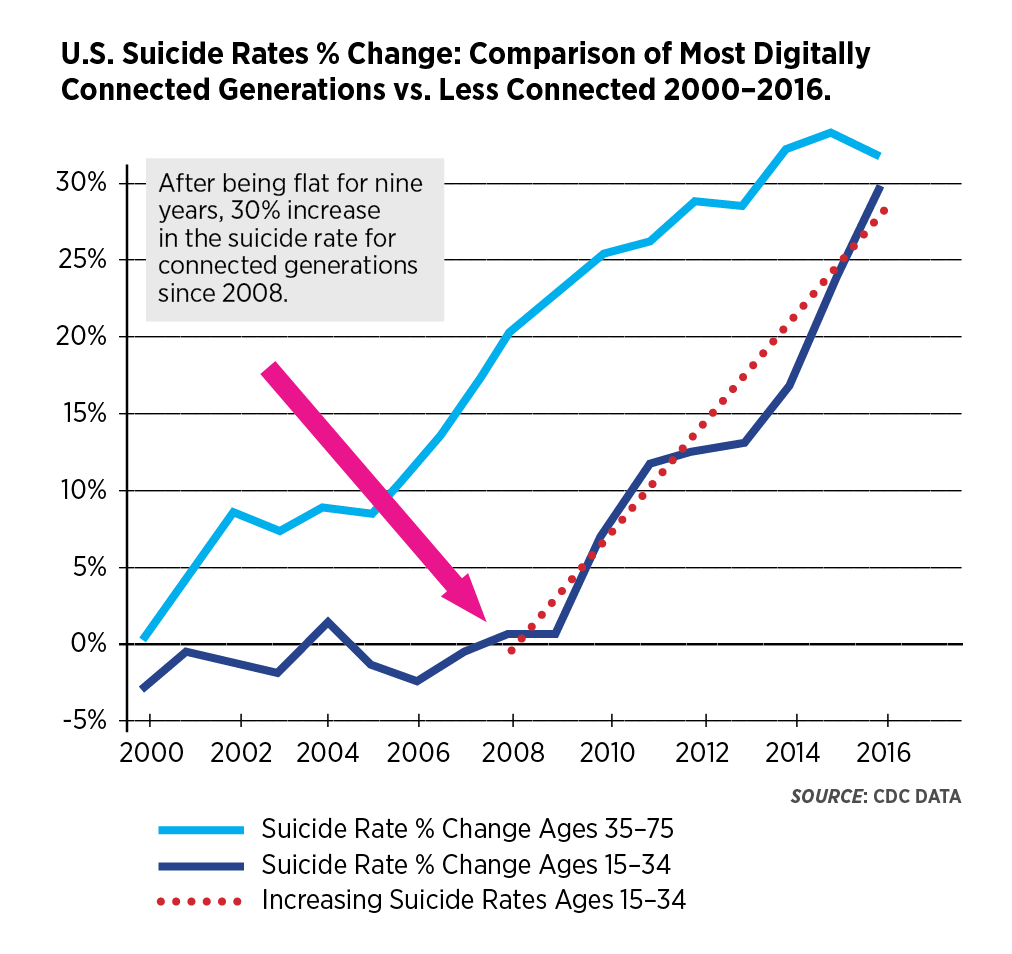 U.S. Suicide Rates % Change: Comparison of Most Digitally
Connected Generations vs. Less Connected 2000–2016.
After being flat for nine
years, 30% increase
in the suicide rate for
connected generations
since 2008.
30%
25%
20%
15%
10%
5%
0%
-5%
2000 2002 2004 2006 2008 2010 2012 2014 2016
SOURCE: CDC DATA
Suicide Rate % Change Ages 35–75
Suicide Rate % Change Ages 15–34
Increasing Suicide Rates Ages 15–34